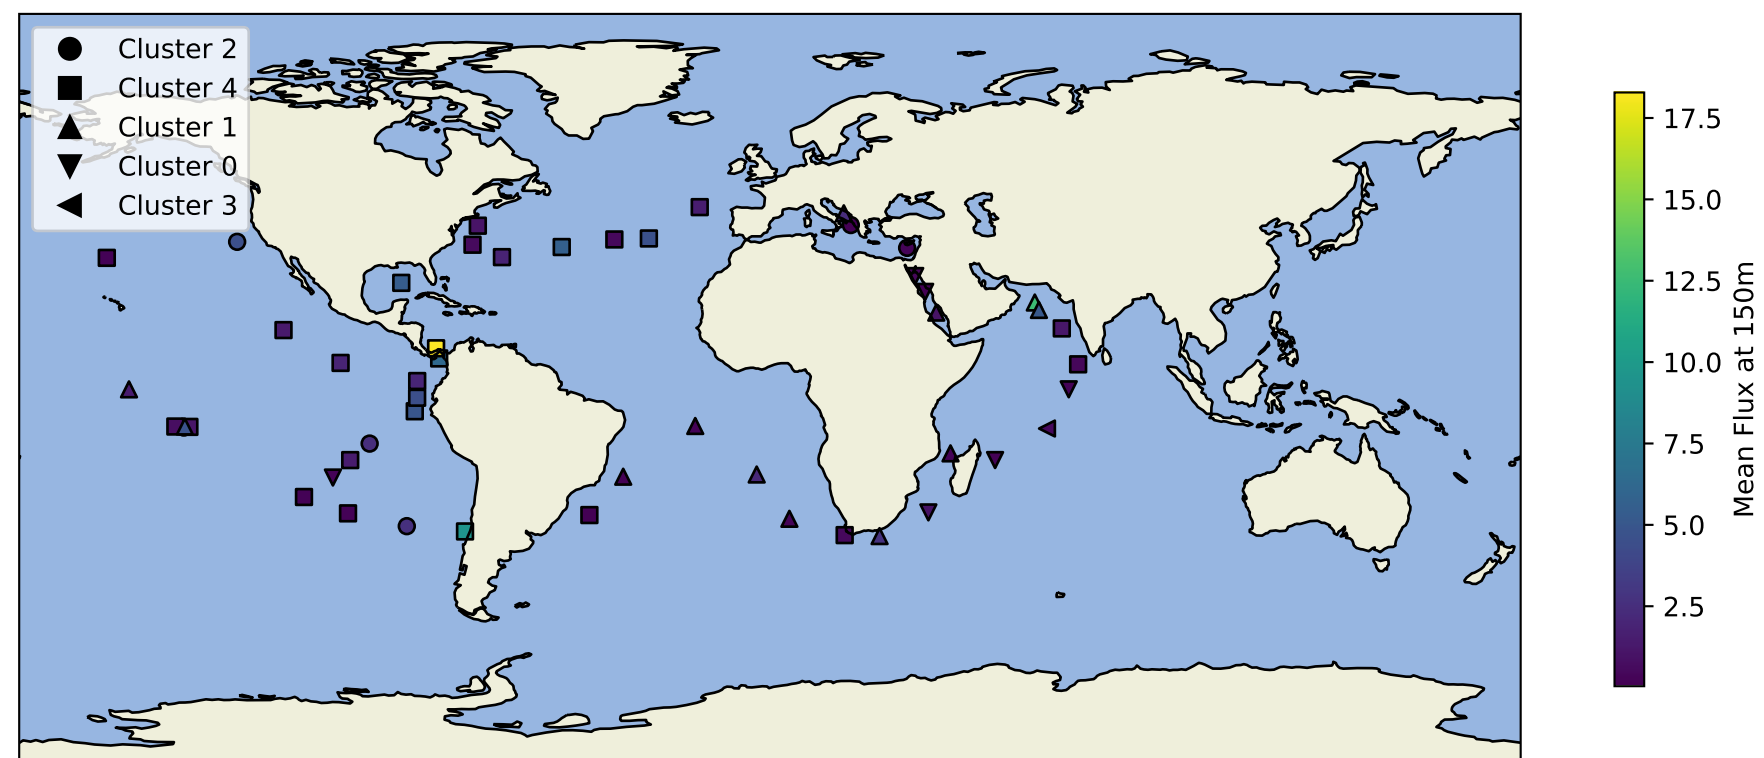 Cluster 2
Cluster 4
Cluster 1
Cluster 0
Cluster 3
17.5
15.0
12.5
10.0
7.5
5.0
2.5
Mean Flux at 150m